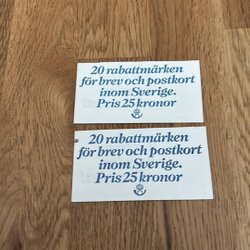 20 rabattmärken
för brev och postkort
inom Sverige.
Pris 25 kronor
20 rabattmärken
för brev och postkort
inom Sverige.
Pris 25 kronor